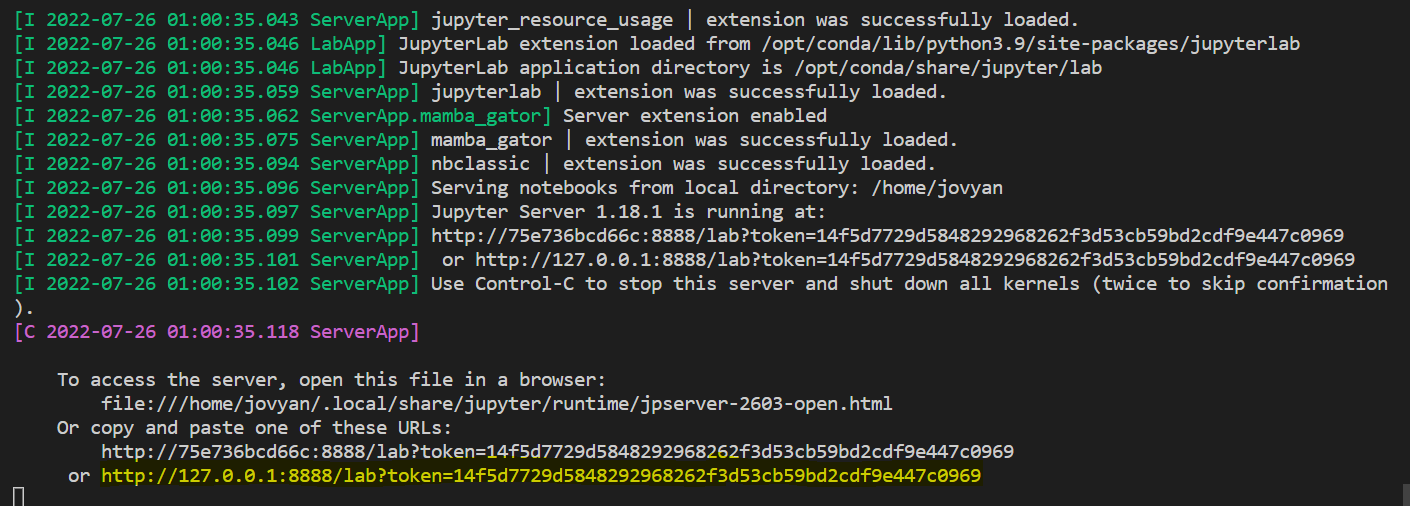 [I 2022-07-26 01:00:35.043 ServerApp] jupyter_resource_usage | extension was successfully loaded.
[I 2022-07-26 01:00:35.046 LabApp] JupyterLab extension loaded from /opt/conda/lib/python3.9/site-packages/jupyterlab
[I 2022-07-26 01:00:35.046 LabApp] JupyterLab application directory is /opt/conda/share/jupyter/lab
[I 2022-07-26 01:00:35.059 ServerApp] jupyterlab | extension was successfully loaded.
[I 2022-07-26 01:00:35.062 ServerApp.mamba_gator] Server extension enabled
[I 2022-07-26 01:00:35.075 ServerApp] mamba_gator | extension was successfully loaded.
[I 2022-07-26 01:00:35.094 ServerApp] nbclassic | extension was successfully loaded.
[I 2022-07-26 01:00:35.096 ServerApp] Serving notebooks from local directory: /home/jovyan
[I 2022-07-26 01:00:35.097 ServerApp] Jupyter Server 1.18.1 is running at:
[I 2022-07-26 01:00:35.099 ServerApp] http://75e736bcd66c:8888/lab?token=14f5d7729d5848292968262f3d53cb59bd2cdf9e447c0969
[I 2022-07-26 01:00:35.101 ServerApp]  or http://127.0.0.1:8888/lab?token=14f5d7729d5848292968262f3d53cb59bd2cdf9e447c0969
[I 2022-07-26 01:00:35.102 ServerApp] Use Control-C to stop this server and shut down all kernels (twice to skip confirmation
).
[C 2022-07-26 01:00:35.118 ServerApp]
To access the server, open this file in a browser:
file:///home/jovyan/.local/share/jupyter/runtime/jpserver-2603-open.html
Or copy and paste one of these URLs:
http://75e736bcd66c:8888/lab?token=14f5d7729d5848292968262f3d53cb59bd2cdf9e447c0969
or http://127.0.0.1:8888/lab?token=14f5d7729d5848292968262f3d53cb59bd2cdf9e447c0969